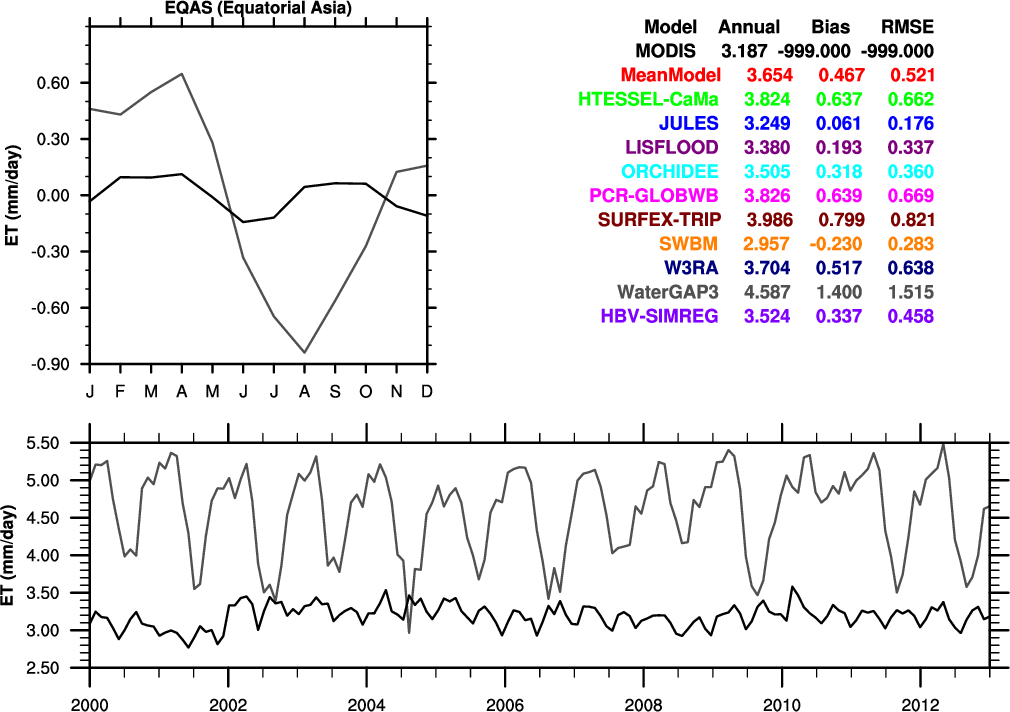 EQAS (Equatorial Asia)
Model Annual Bias RMSE
MODIS 3.187 -999.000 -999.000
MeanModel 3.654 0.467 0.521
HTESSEL-CaMa 3.824 0.637 0.662
JULES 3.249 0.061 0.176
LISFLOOD 3.380 0.193 0.337
ORCHIDEE 3.505 0.318 0.360
PCR-GLOBWB 3.826 0.639 0.669
SURFEX-TRIP 3.986 0.799 0.821
SWBM 2.957 -0.230 0.283
W3RA 3.704 0.517 0.638
WaterGAP3 4.587 1.400 1.515
HBV-SIMREG 3.524 0.337 0.458
ET (mm/day)
0.60
0.30
0.00
-0.30
-0.60
-0.90
J F M A M J J A S O N D
ET (mm/day)
5.50
5.00
4.50
4.00
3.50
3.00
2.50
2000 2002 2004 2006 2008 2010 2012